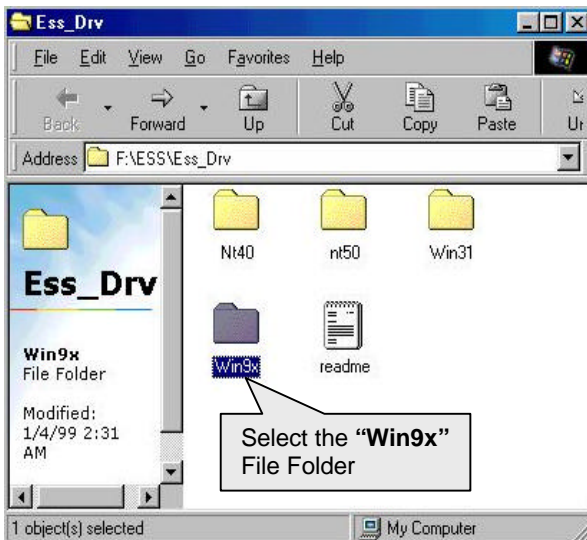 Ess_Drv
File Edit View Go Favorites Help
Back Forward Up Cut Copy Paste
Address F:\ESS\Ess_Drv
Nt40 nt50 Win31
Ess_Drv
Win9x
File Folder
Modified:
1/4/99 2:31
AM
Win9x readme
Select the “Win9x”
File Folder
1 object(s) selected My Computer